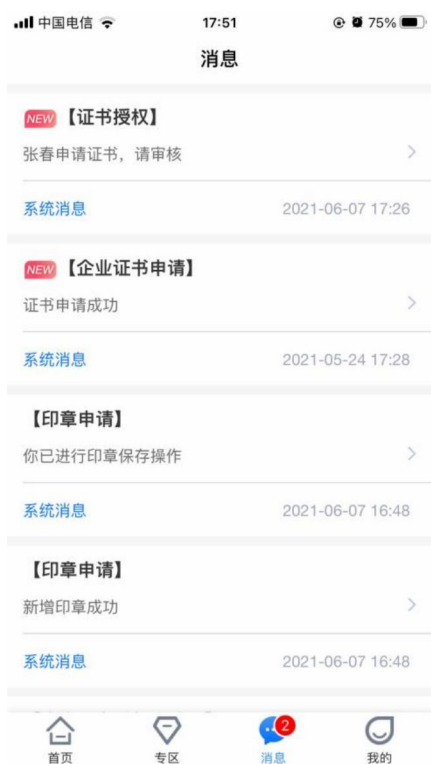 中国电信 17:51 75%
消息
NEW 【证书授权】
张春申请证书，请审核
系统消息 2021-06-07 17:26
NEW 【企业证书申请】
证书申请成功
系统消息 2021-05-24 17:28
【印章申请】
你已进行印章保存操作
系统消息 2021-06-07 16:48
【印章申请】
新增印章成功
系统消息 2021-06-07 16:48
2
首页 专区 消息 我的